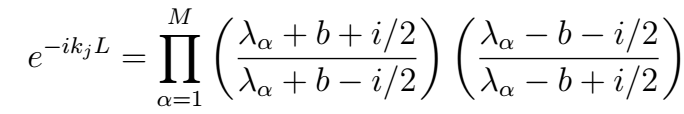 e^{-ik_jL} = \prod_{\alpha=1}^{M} \left( \frac{\lambda_\alpha + b + i/2}{\lambda_\alpha + b - i/2} \right) \left( \frac{\lambda_\alpha - b - i/2}{\lambda_\alpha - b + i/2} \right)